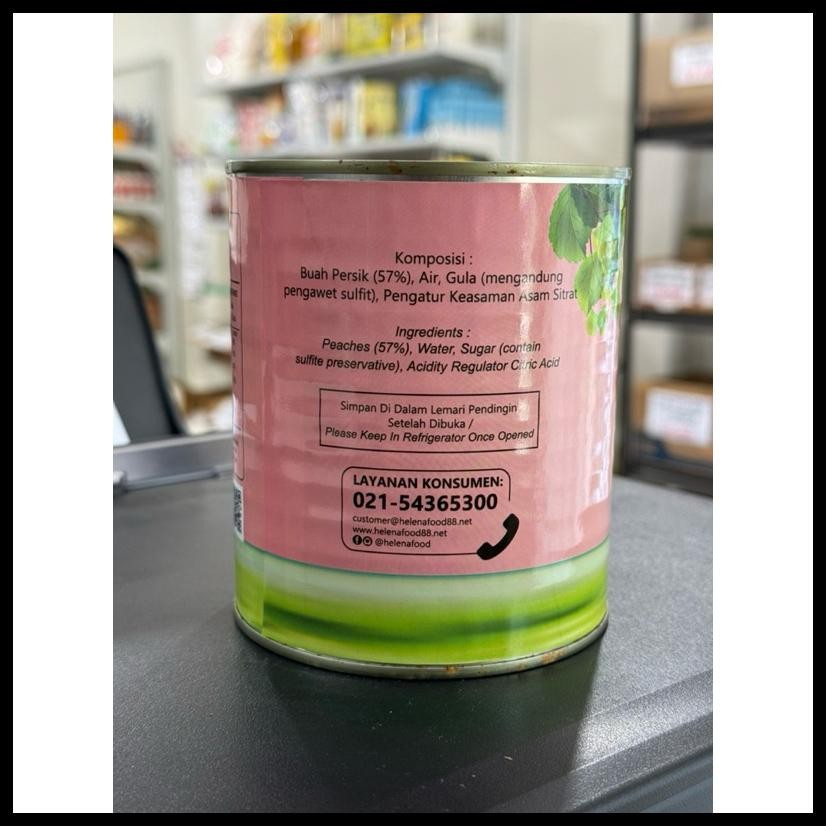 Komposisi :
Buah Persik (57%), Air, Gula (mengandung
pengawet sulfit), Pengatur Keasaman Asam Sitrat
Ingredients :
Peaches (57%), Water, Sugar (contain
sulfite preservative), Acidity Regulator Citric Acid
Simpan Di Dalam Lemari Pendingin
Setelah Dibuka /
Please Keep In Refrigerator Once Opened
LAYANAN KONSUMEN:
021-54365300
customer@helenafood88.net
www.helenafood88.net
@helenafood